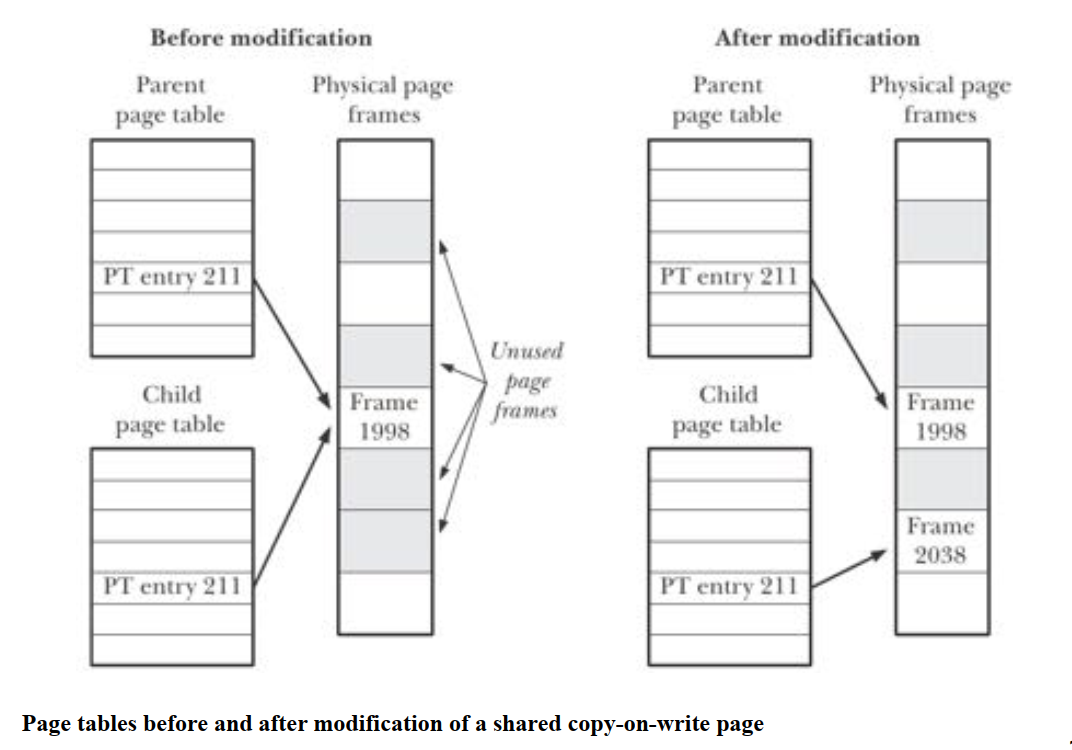 Before modification
Parent
page table
Physical page
frames
PT entry 211
Child
page table
PT entry 211
Frame
1998
Unused
page
frames
After modification
Parent
page table
Physical page
frames
PT entry 211
Child
page table
PT entry 211
Frame
1998
Frame
2038
Page tables before and after modification of a shared copy-on-write page